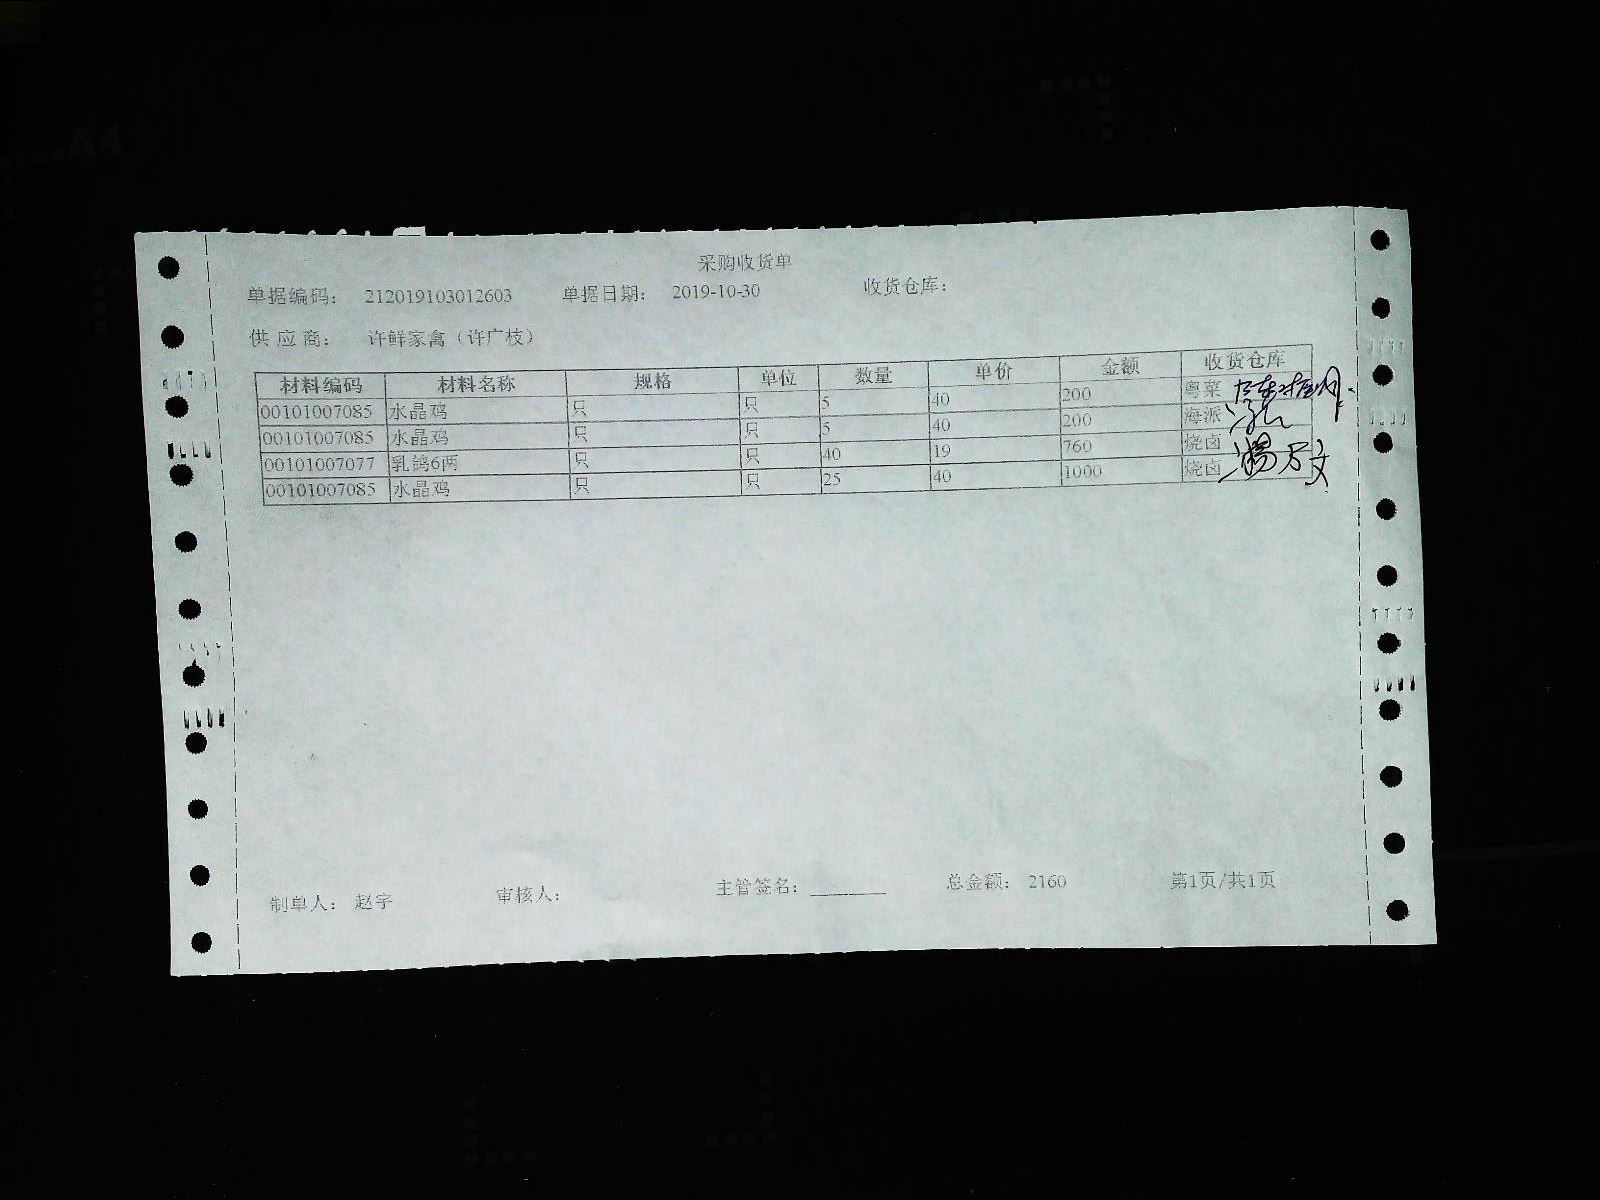 采购收货单
单据编码： 212019103012603 单据日期： 2019-10-30 收货仓库：
供应商： 许鲜家禽（许广枝）
材料编码 材料名称 规格 单位 数量 单价 金额 收货仓库
00101007085 水晶鸡 只 只 5 40 200 粤菜
00101007085 水晶鸡 只 只 5 40 200 海派
00101007077 乳鸽6两 只 只 40 19 760 烧卤
00101007085 水晶鸡 只 只 25 40 1000 烧卤
制单人： 赵宇 审核人： 主管签名： 总金额： 2160 第1页/共1页